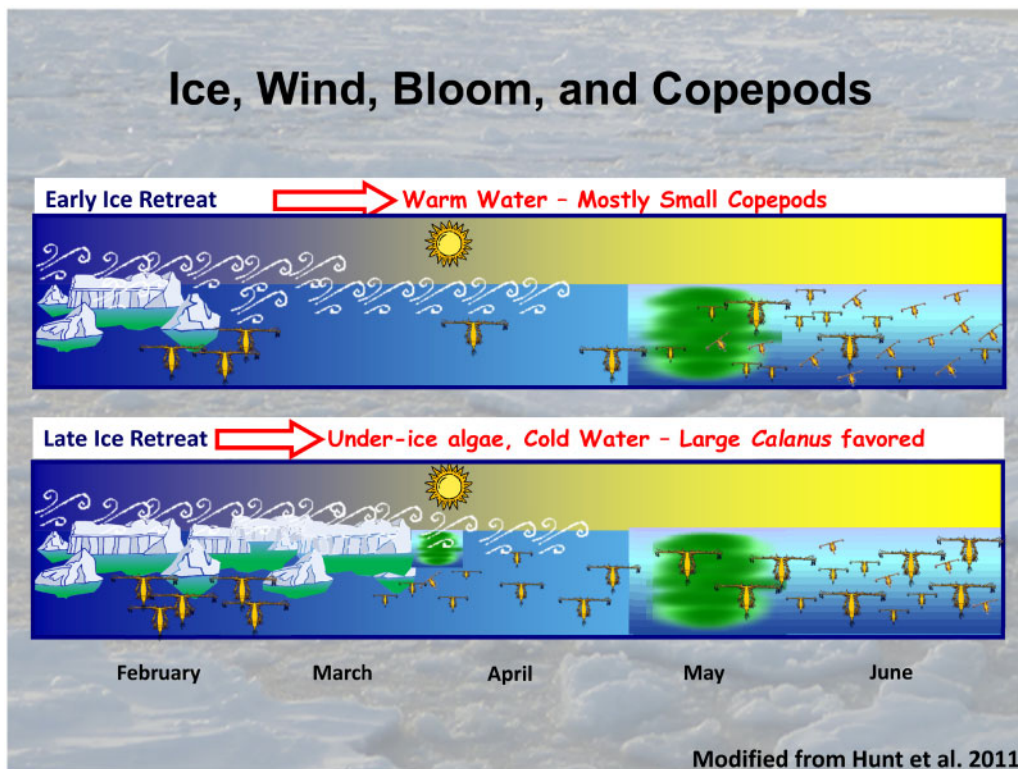 Ice, Wind, Bloom, and Copepods
Early Ice Retreat Warm Water – Mostly Small Copepods
Late Ice Retreat Under-ice algae, Cold Water – Large Calanus favored
February March April May June
Modified from Hunt et al. 2011